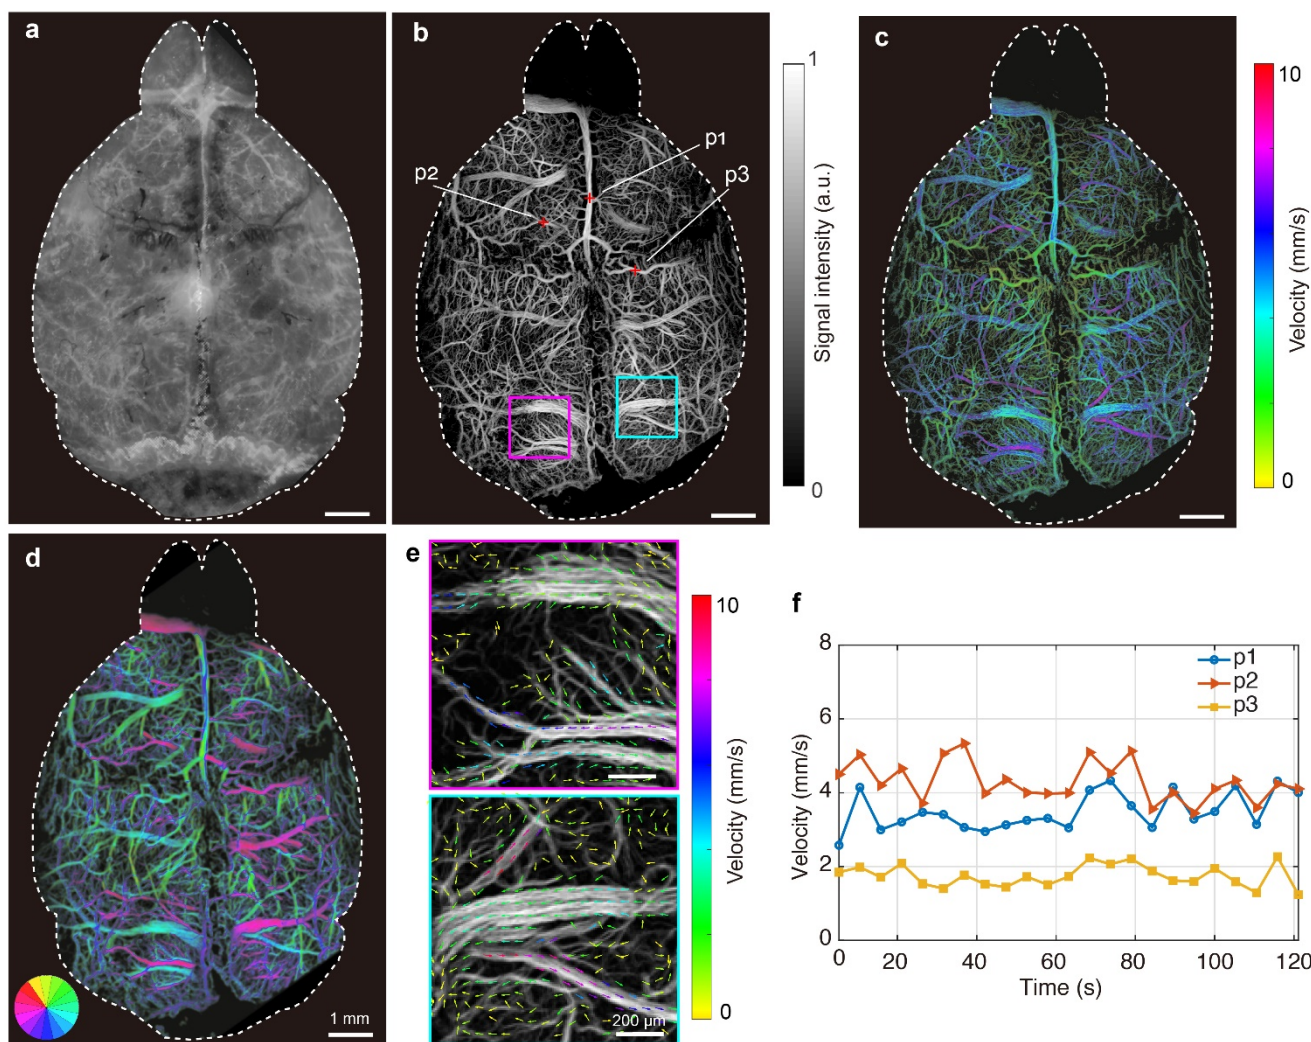 a
b
p1
p2
p3
1
Signal intensity (a.u.)
0
c
10
Velocity (mm/s)
0
d
1 mm
e
200 µm
10
Velocity (mm/s)
0
f
8
6
4
2
0
Velocity (mm/s)
p1
p2
p3
0 20 40 60 80 100 120
Time (s)